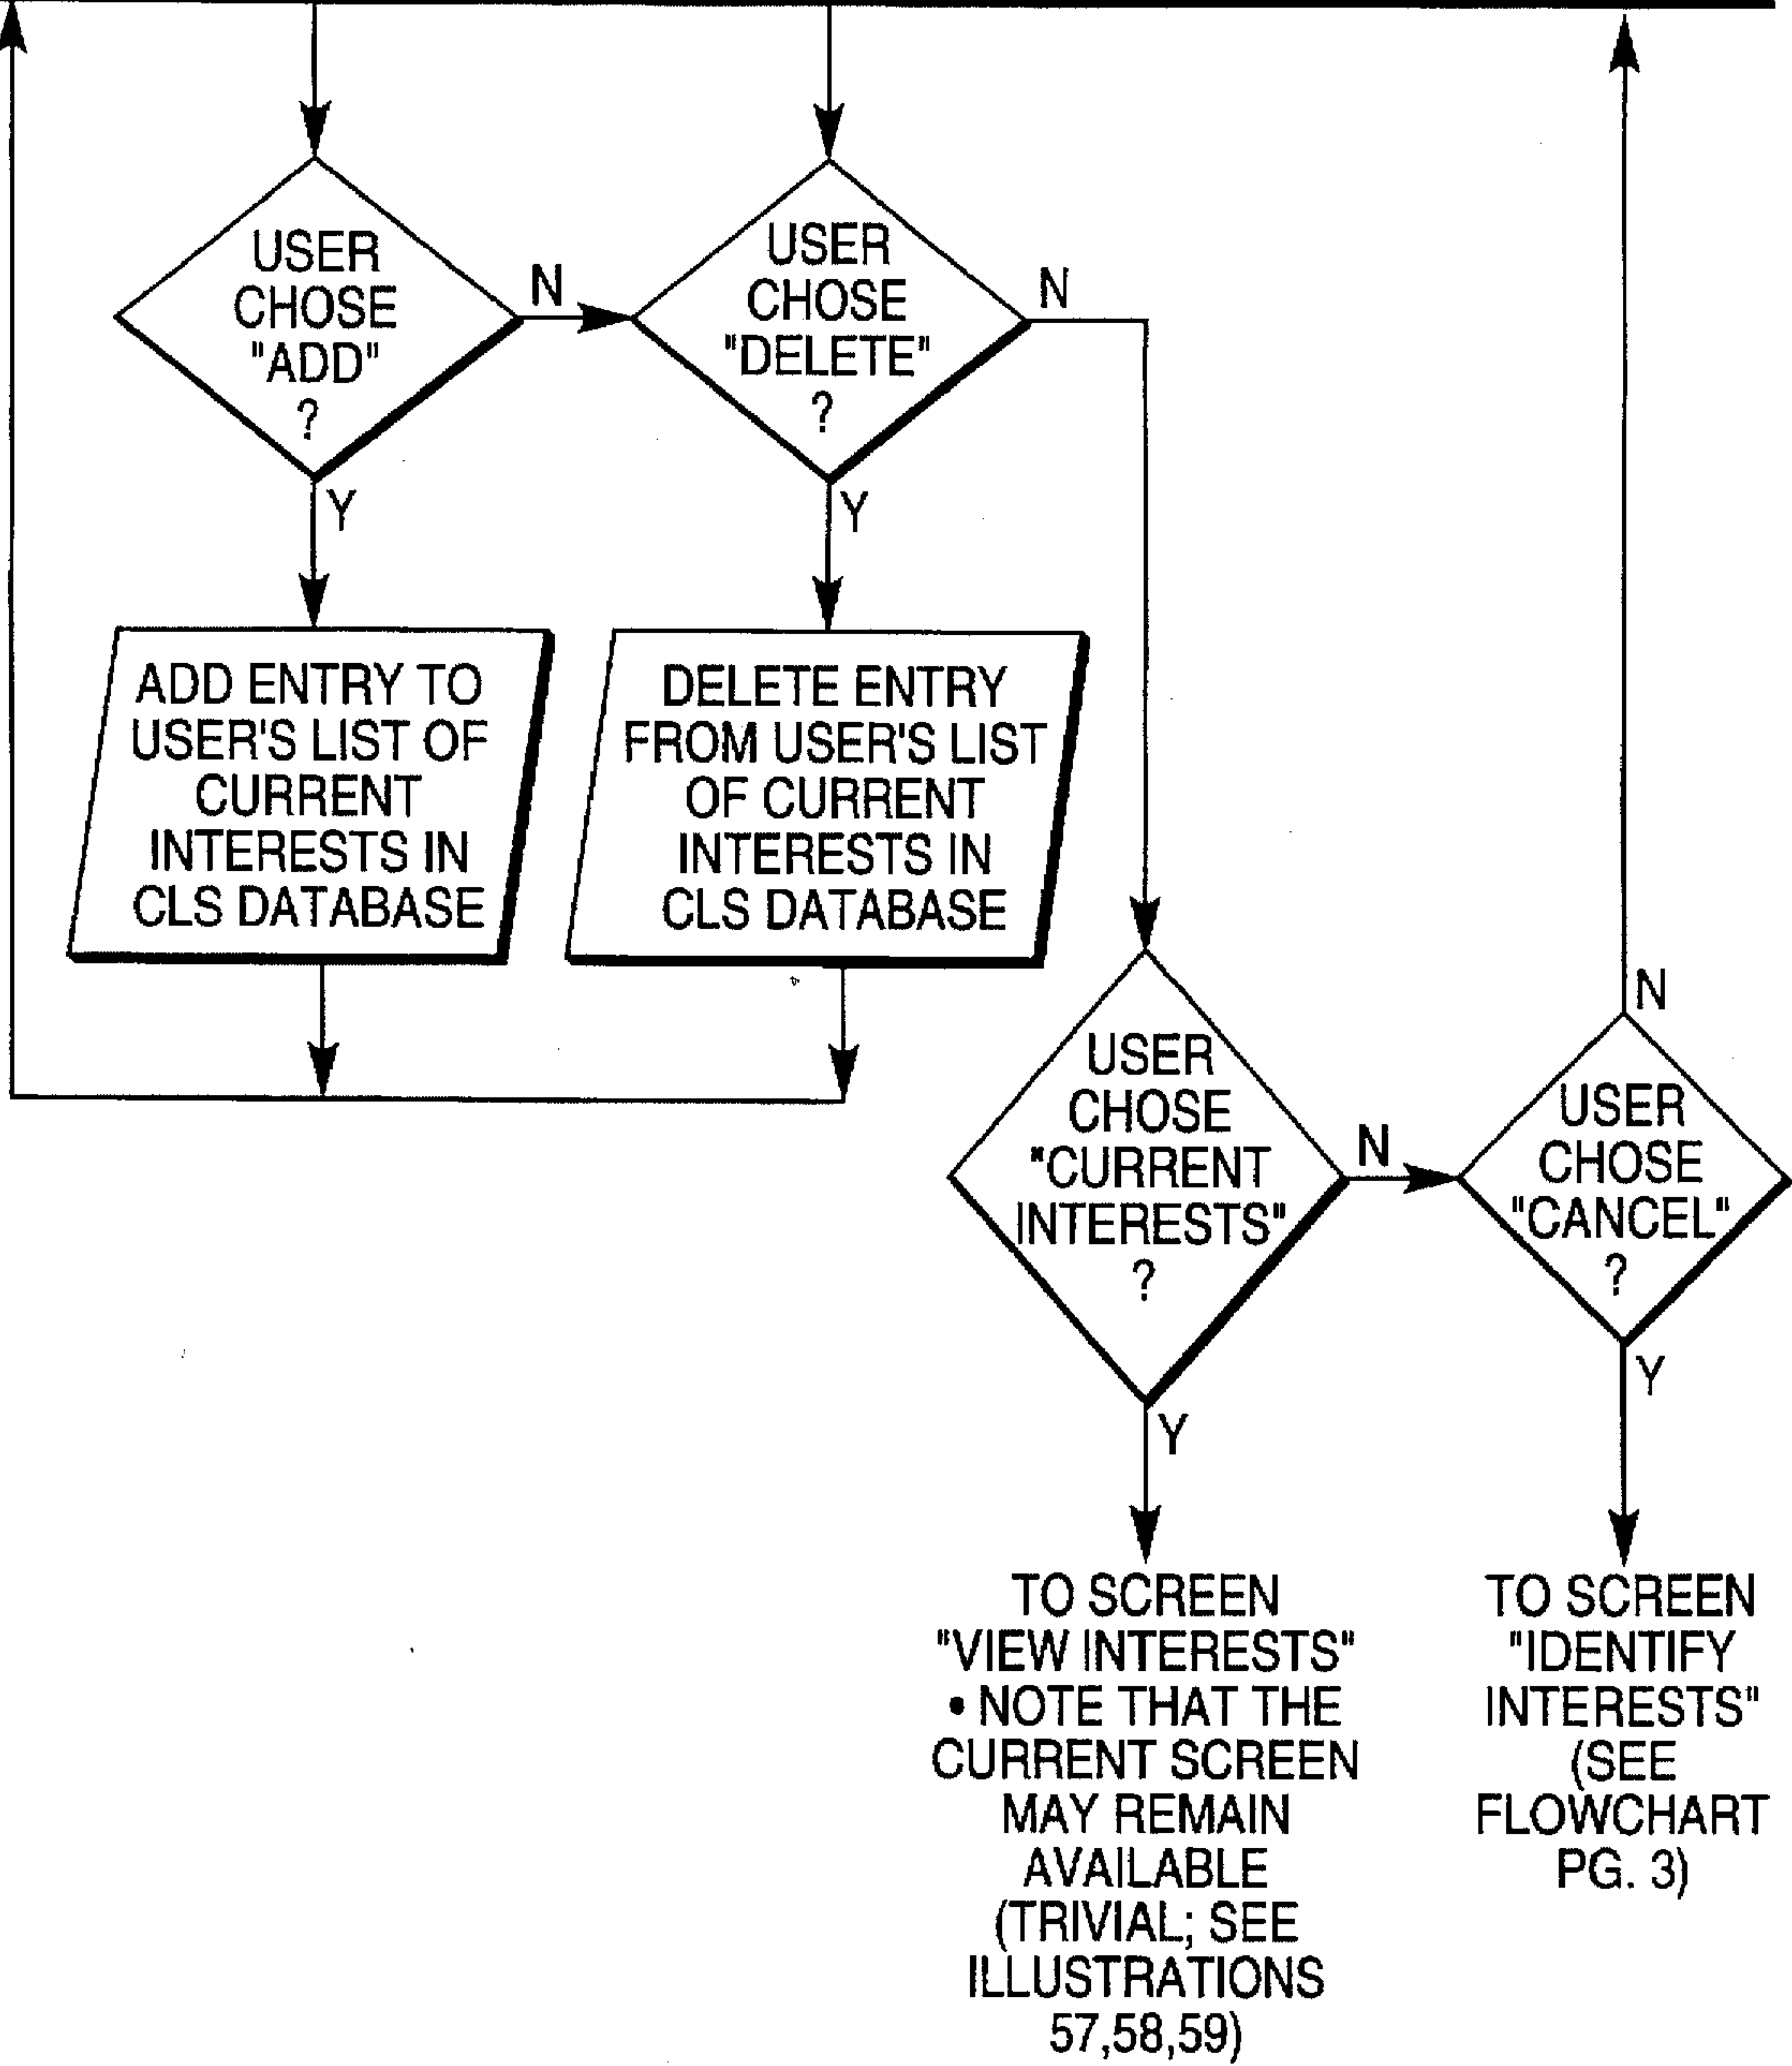 USER
CHOSE
"ADD"
?
N
Y
USER
CHOSE
"DELETE"
?
N
Y
ADD ENTRY TO
USER'S LIST OF
CURRENT
INTERESTS IN
CLS DATABASE
DELETE ENTRY
FROM USER'S LIST
OF CURRENT
INTERESTS IN
CLS DATABASE
USER
CHOSE
"CURRENT
INTERESTS"
?
N
Y
USER
CHOSE
"CANCEL"
?
N
Y
TO SCREEN
"VIEW INTERESTS"
• NOTE THAT THE
CURRENT SCREEN
MAY REMAIN
AVAILABLE
(TRIVIAL; SEE
ILLUSTRATIONS
57,58,59)
TO SCREEN
"IDENTIFY
INTERESTS"
(SEE
FLOWCHART
PG. 3)